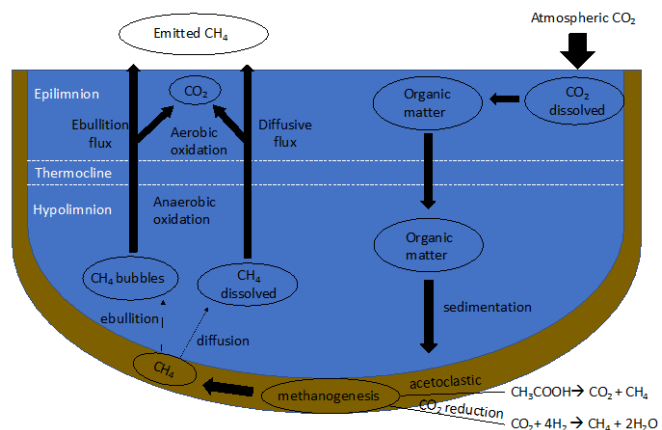 Emitted CH₄
Atmospheric CO₂
Epilimnion
CO₂
Organic
matter
CO₂
dissolved
Ebullition
flux
Aerobic
oxidation
Diffusive
flux
Thermocline
Hypolimnion
Anaerobic
oxidation
Organic
matter
CH₄ bubbles
CH₄
dissolved
ebullition
sedimentation
diffusion
CH₄
methanogenesis
acetoclastic
CH₃COOH→ CO₂ + CH₄
CO₂ reduction
CO₂+ 4H₂ → CH₄ + 2H₂O